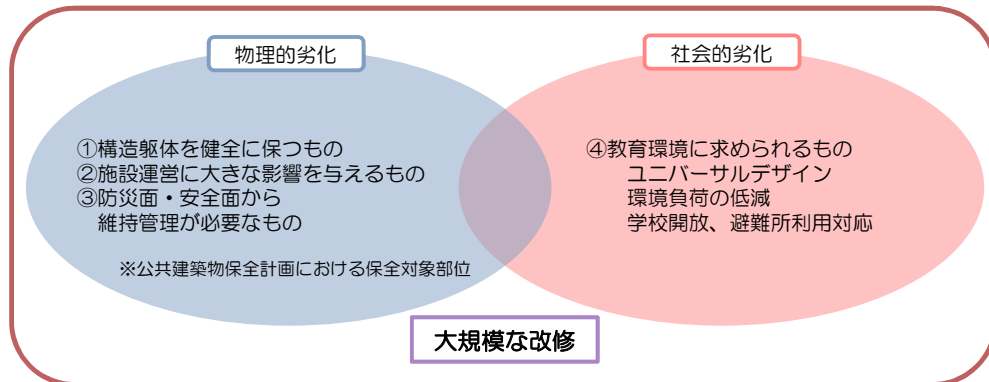 物理的劣化
①構造躯体を健全に保つもの
②施設運営に大きな影響を与えるもの
③防災面・安全面から
維持管理が必要なもの
※公共建築物保全計画における保全対象部位
社会的劣化
④教育環境に求められるもの
ユニバーサルデザイン
環境負荷の低減
学校開放、避難所利用対応
大規模な改修